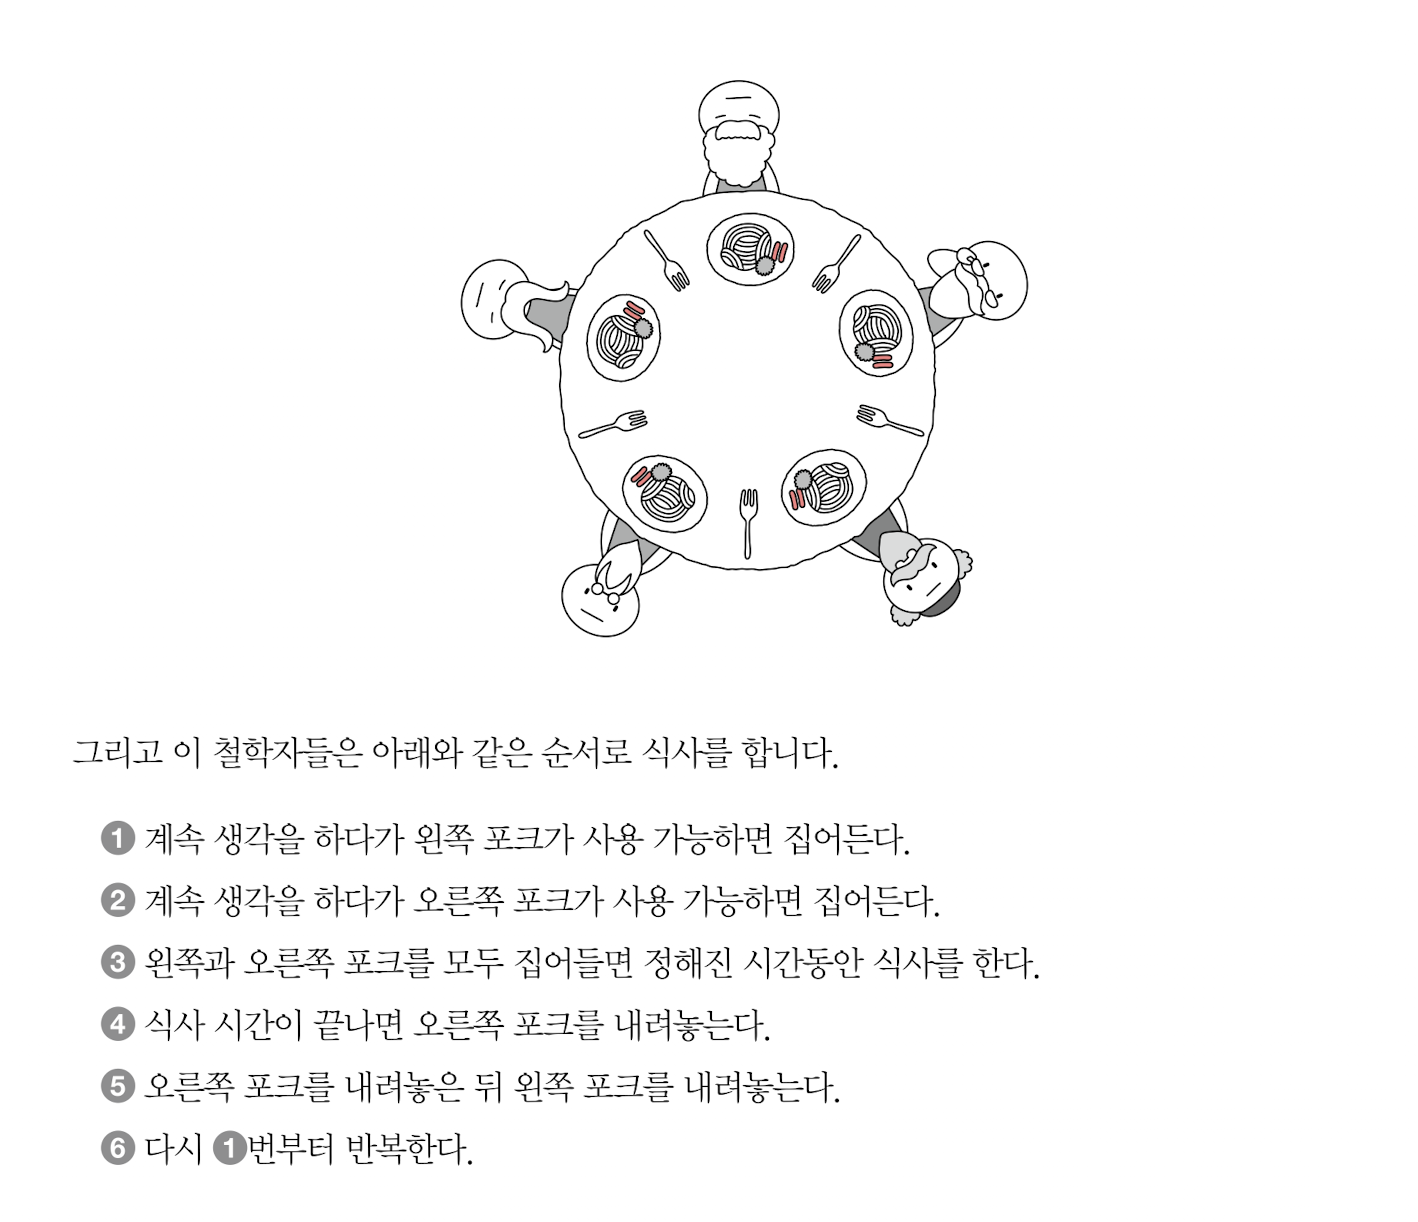 그리고 이 철학자들은 아래와 같은 순서로 식사를 합니다.
1 계속 생각을 하다가 왼쪽 포크가 사용 가능하면 집어든다.
2 계속 생각을 하다가 오른쪽 포크가 사용 가능하면 집어든다.
3 왼쪽과 오른쪽 포크를 모두 집어들면 정해진 시간동안 식사를 한다.
4 식사 시간이 끝나면 오른쪽 포크를 내려놓는다.
5 오른쪽 포크를 내려놓은 뒤 왼쪽 포크를 내려놓는다.
6 다시 1번부터 반복한다.